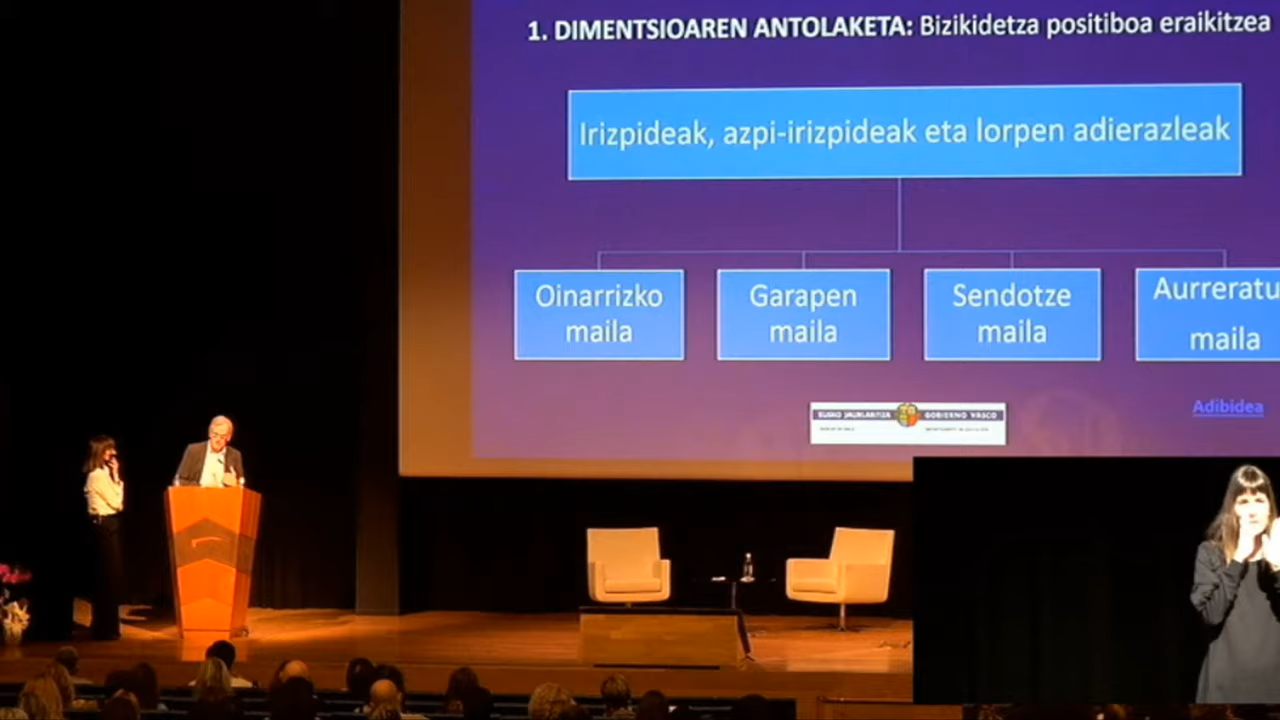 1. DIMENTSIOAREN ANTOLAKETA: Bizikidetza positiboa eraikitzea
Irizpideak, azpi-irizpideak eta lorpen adierazleak
Oinarrizko
maila
Garapen
maila
Sendotze
maila
Aurreratu
maila
Adibidea
EUSKO JAURLARITZA
GOBIERNO VASCO